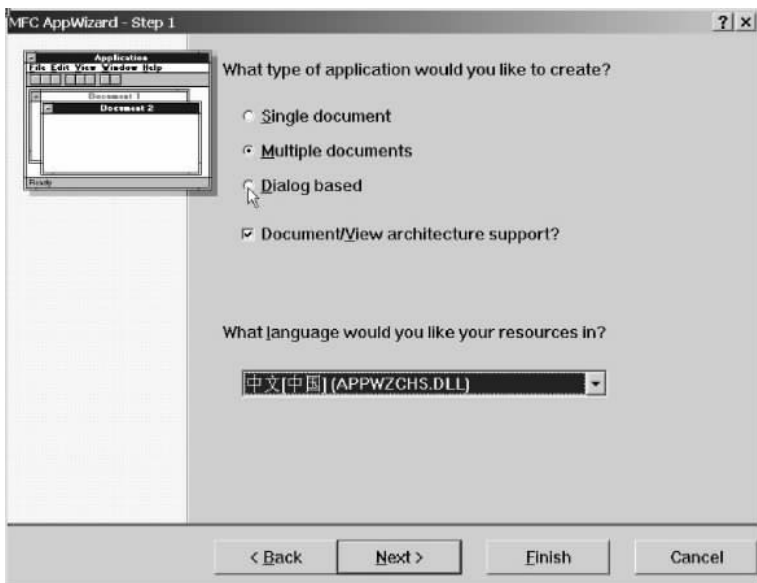 MFC AppWizard - Step 1
Application
File Edit View Window Help
Document 1
Document 2
Ready
What type of application would you like to create?
Single document
Multiple documents
Dialog based
Document/View architecture support?
What language would you like your resources in?
中文[中国] (APPWZCHS.DLL)
< Back
Next >
Finish
Cancel